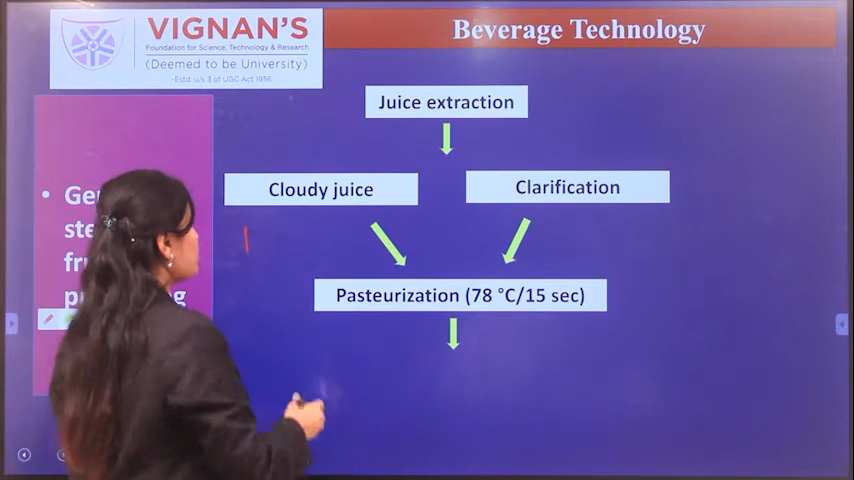 VIGNAN'S
Foundation for Science, Technology & Research
(Deemed to be University)
-Estd. u/s 3 of UGC Act 1956
Beverage Technology
Juice extraction
Cloudy juice
Clarification
Pasteurization (78 °C/15 sec)